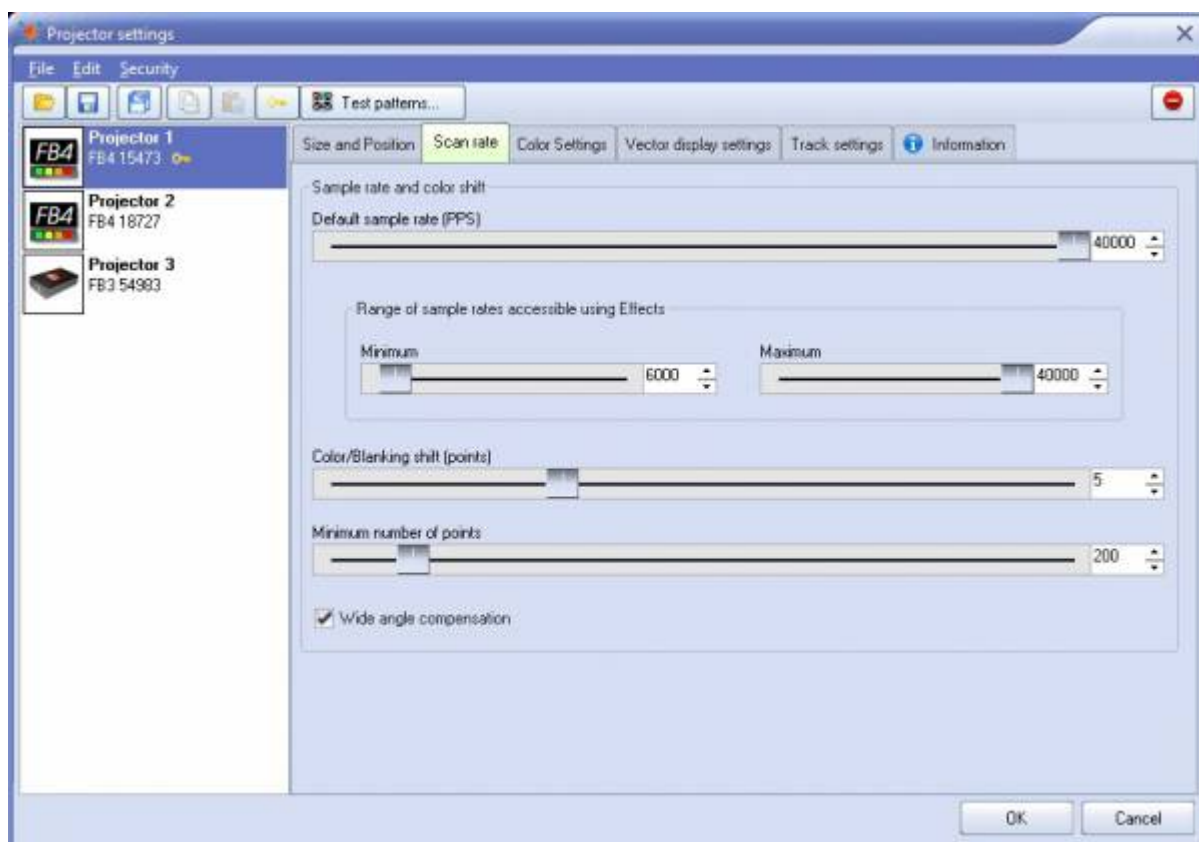 Projector settings
File Edit Security
Test patterns...
FB4
Projector 1
FB4 15473
FB4
Projector 2
FB4 18727
Projector 3
FB3 54983
Size and Position Scan rate Color Settings Vector display settings Track settings Information
Sample rate and color shift
Default sample rate (PPS)
40000
Range of sample rates accessible using Effects
Minimum Maximum
6000 40000
Color/Blanking shift (points)
5
Minimum number of points
200
Wide angle compensation
OK Cancel